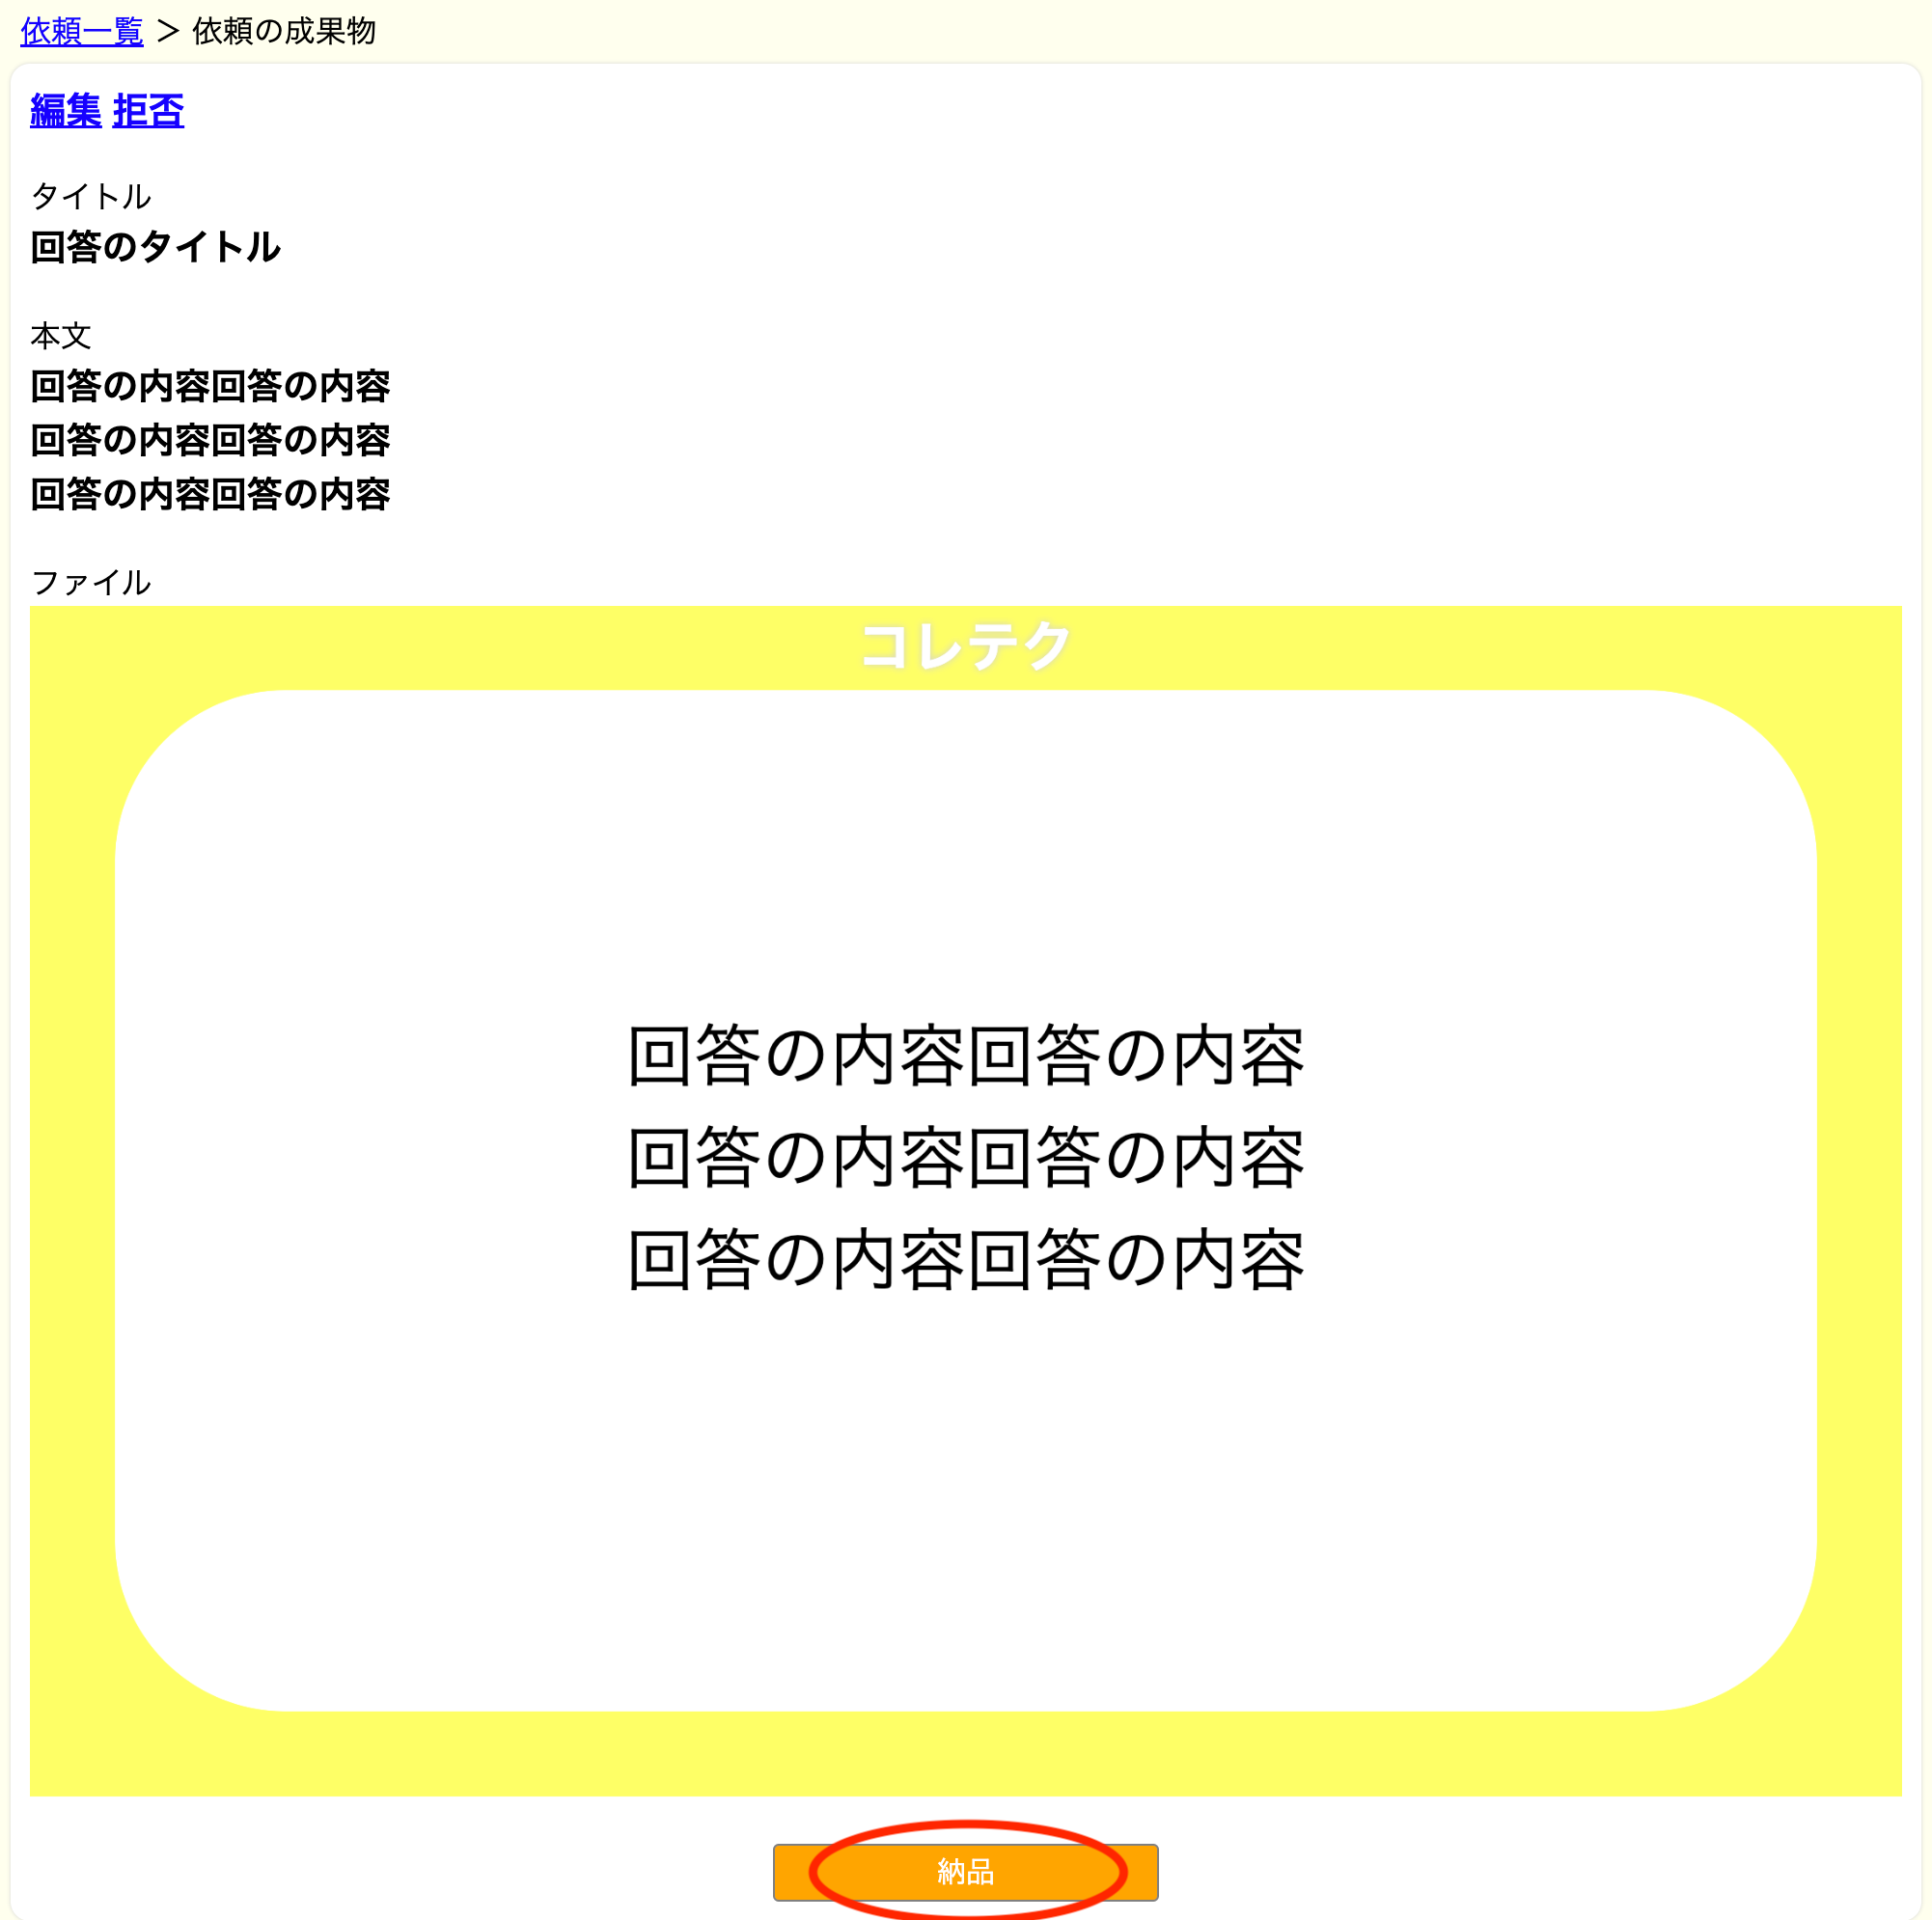 依頼一覧 > 依頼の成果物
編集 拒否
タイトル
回答のタイトル
本文
回答の内容回答の内容
回答の内容回答の内容
回答の内容回答の内容
ファイル
コレテク
回答の内容回答の内容
回答の内容回答の内容
回答の内容回答の内容
納品